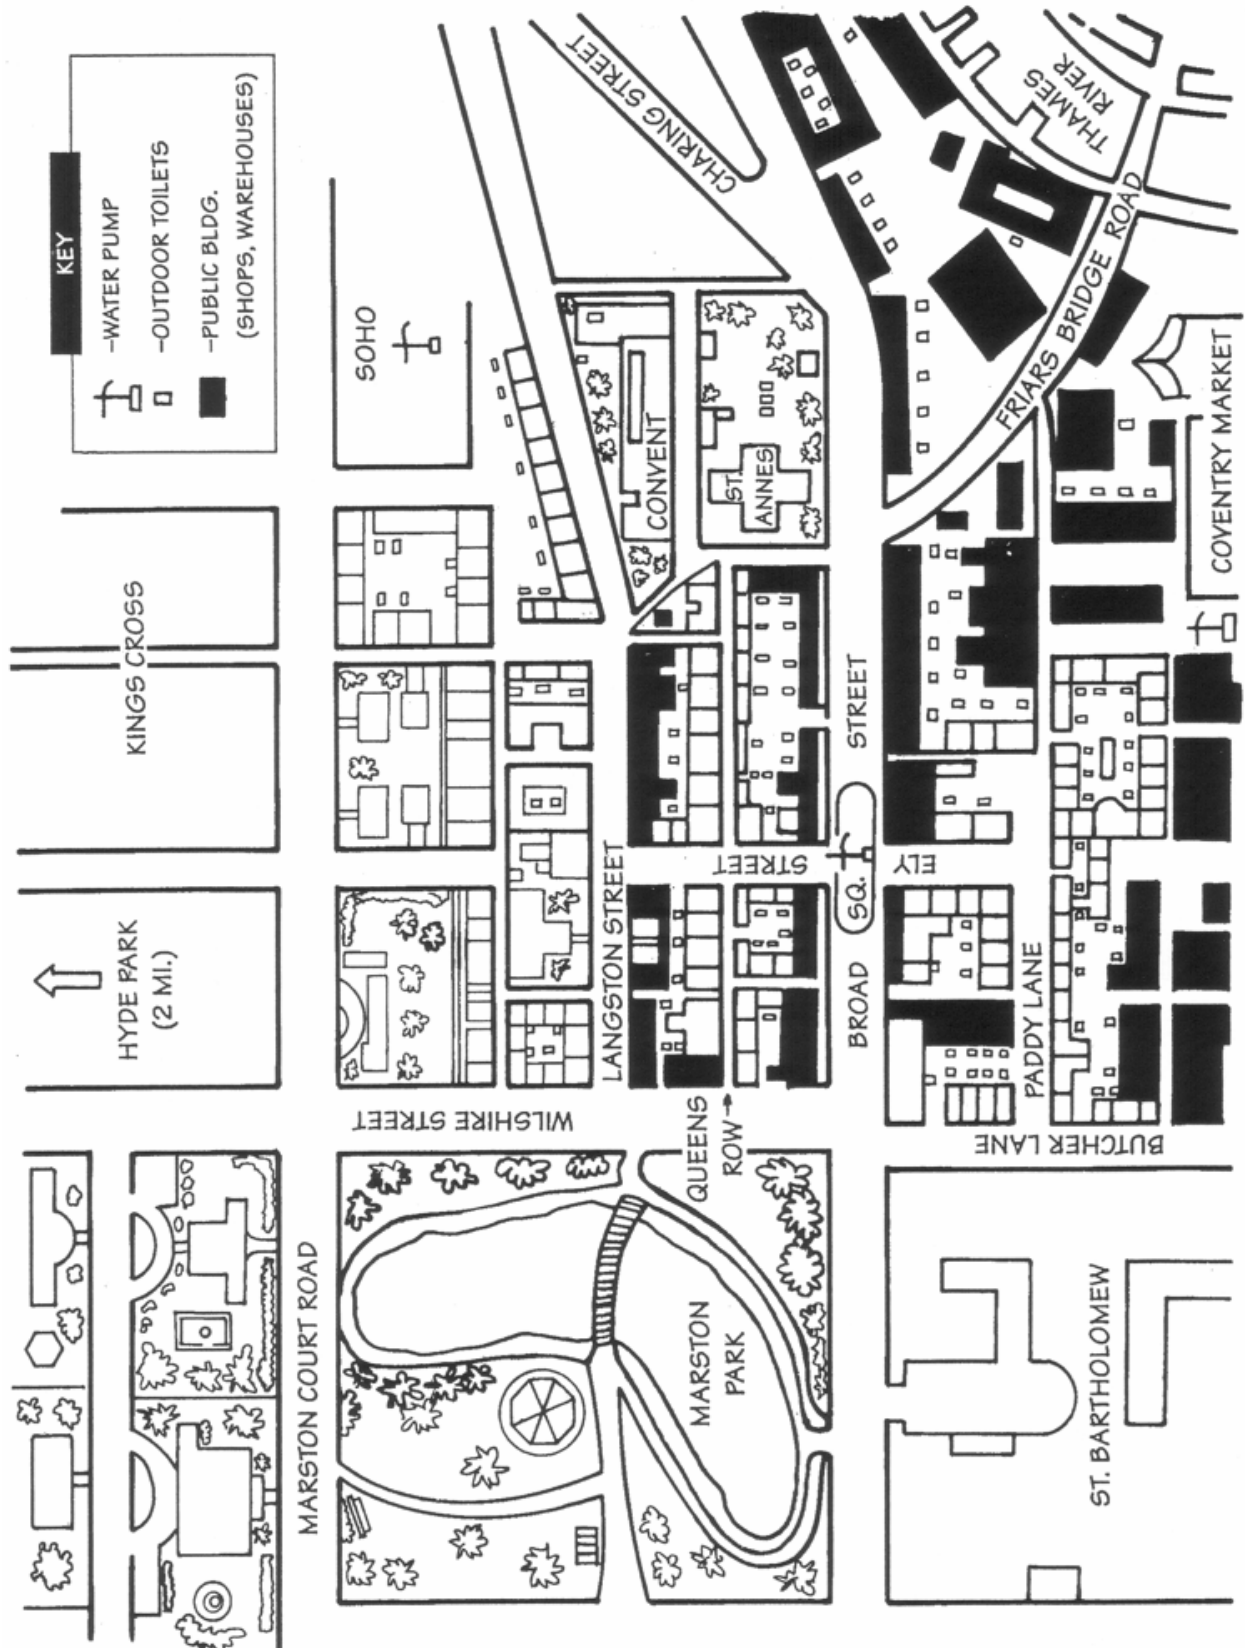 KEY
-WATER PUMP
-OUTDOOR TOILETS
-PUBLIC BLDG.
(SHOPS, WAREHOUSES)
HYDE PARK
(2 MI.)
KINGS CROSS
SOHO
CHARING STREET
MARSTON COURT ROAD
WILSHIRE STREET
LANGSTON STREET
CONVENT
ST.
ANNES
THAMES
RIVER
QUEENS
ROW
MARSTON
PARK
STREET
BROAD SQ. STREET
ELY
FRIARS BRIDGE ROAD
PADDY LANE
BUTCHER LANE
ST. BARTHOLOMEW
COVENTRY MARKET